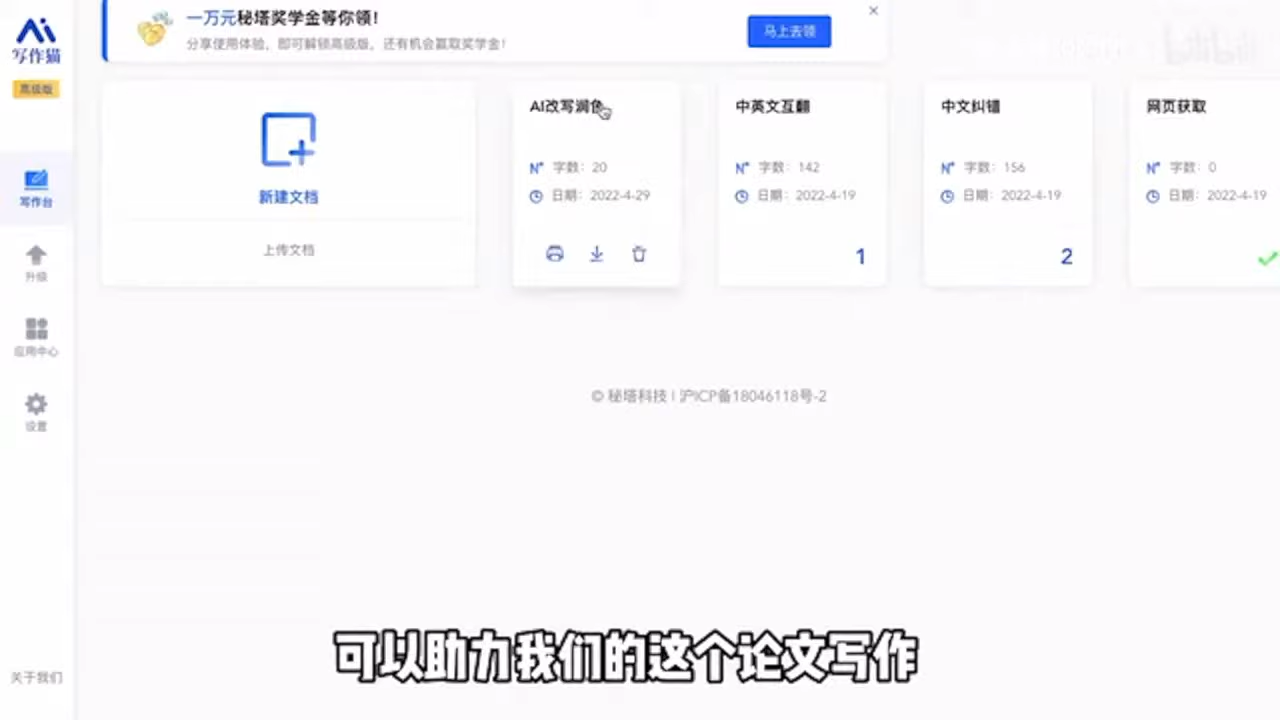 一万元秘塔奖学金等你领!
分享使用体验，即可解锁高级版，还有机会赢取奖学金!
马上去领
Ai
写作猫
高级版
写作台
升级
应用中心
设置
关于我们
新建文档
上传文档
AI改写润色
字数: 20
日期: 2022-4-29
中英文互翻
字数: 142
日期: 2022-4-19
1
中文纠错
字数: 156
日期: 2022-4-19
2
网页获取
字数: 0
日期: 2022-4-19
© 秘塔科技 | 沪ICP备18046118号-2
可以助力我们的这个论文写作